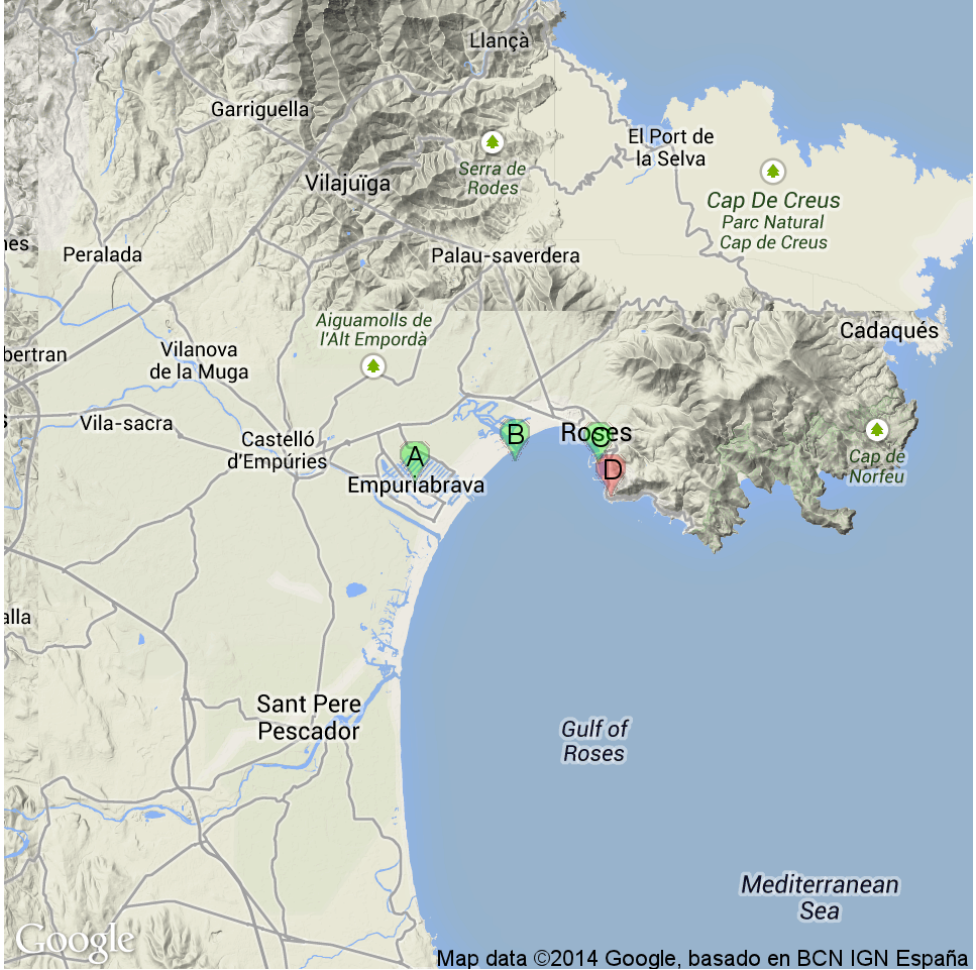 Llançà
Garriguella
El Port de
la Selva
Serra de
Rodes
Vilajuïga
Cap De Creus
Parc Natural
Cap de Creus
nes
Peralada
Palau-saverdera
Aiguamolls de
l'Alt Empordà
Cadaqués
bertran
Vilanova
de la Muga
Vila-sacra
Castelló
d'Empúries
B
Roses
C
A
D
Cap de
Norfeu
Empuriabrava
alla
Sant Pere
Pescador
Gulf of
Roses
Mediterranean
Sea
Google
Map data ©2014 Google, basado en BCN IGN España